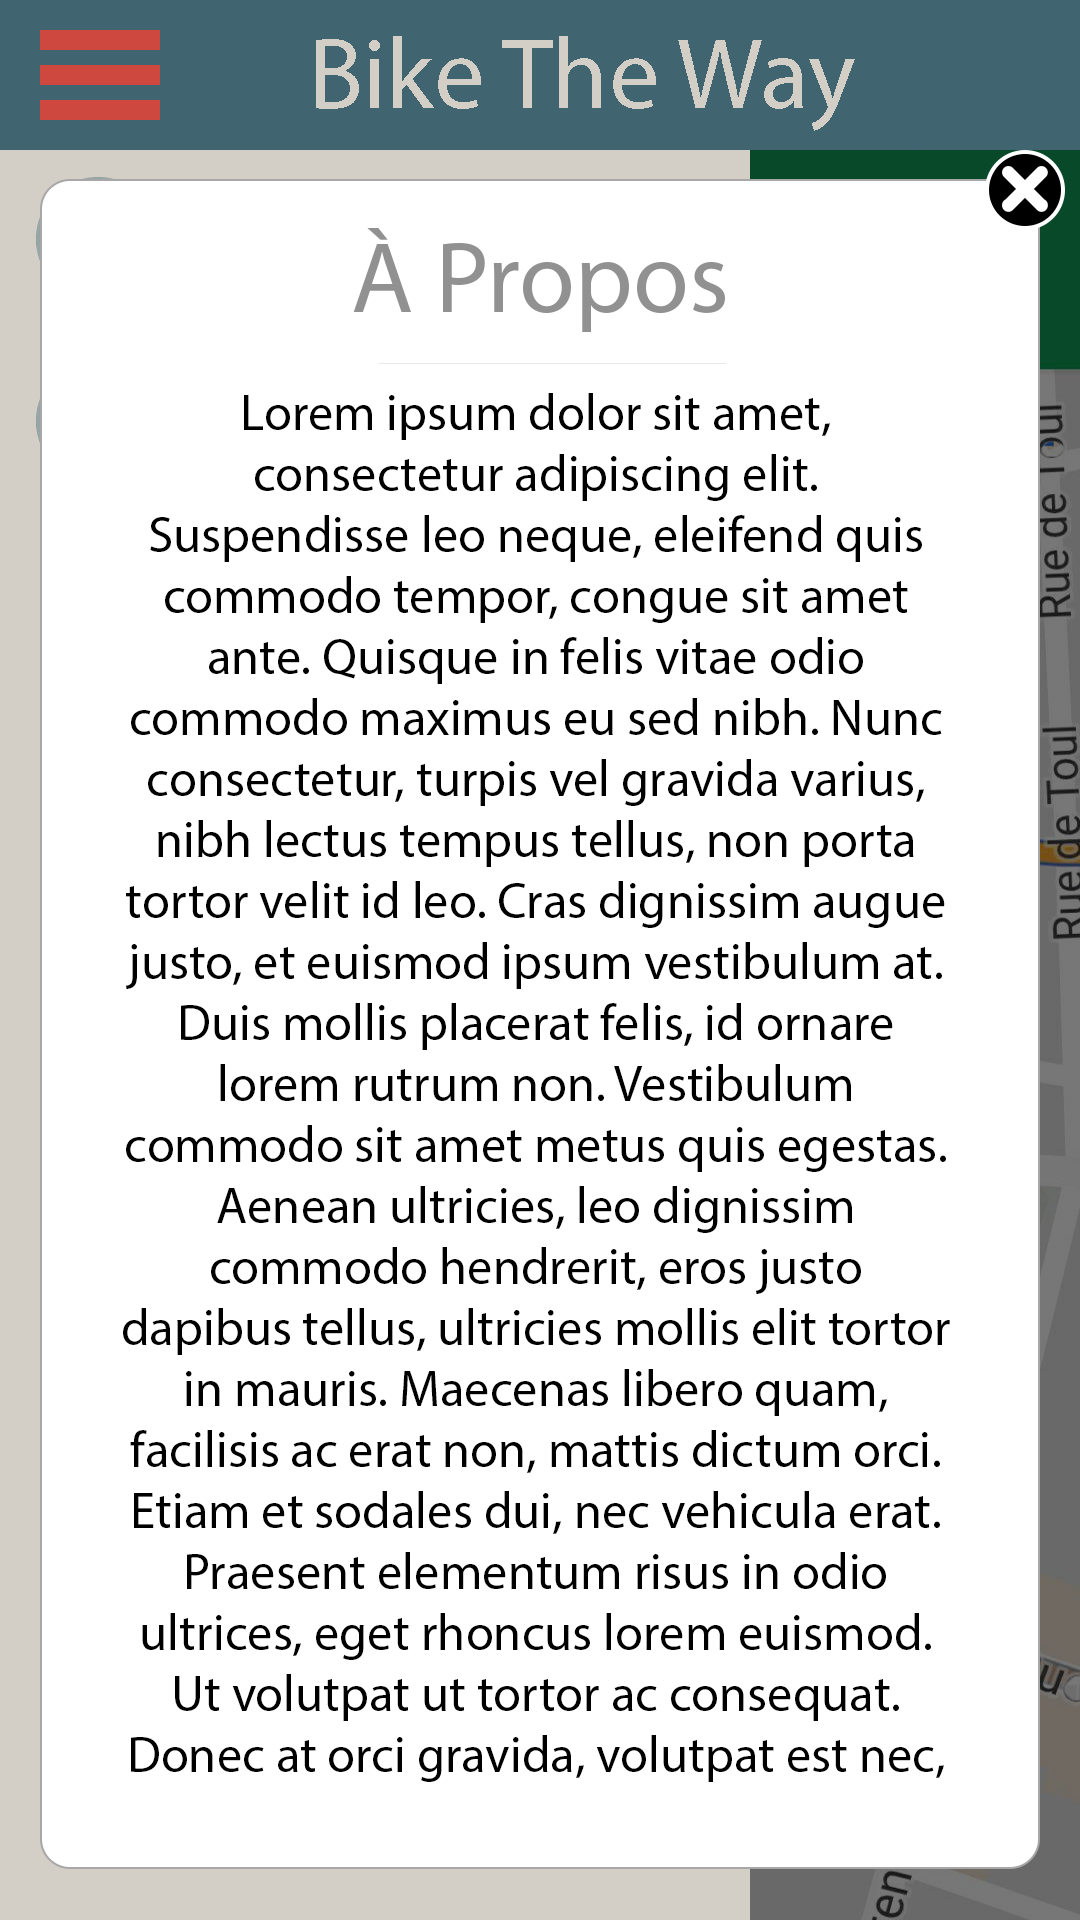 Bike The Way
À Propos
Lorem ipsum dolor sit amet,
consectetur adipiscing elit.
Suspendisse leo neque, eleifend quis
commodo tempor, congue sit amet
ante. Quisque in felis vitae odio
commodo maximus eu sed nibh. Nunc
consectetur, turpis vel gravida varius,
nibh lectus tempus tellus, non porta
tortor velit id leo. Cras dignissim augue
justo, et euismod ipsum vestibulum at.
Duis mollis placerat felis, id ornare
lorem rutrum non. Vestibulum
commodo sit amet metus quis egestas.
Aenean ultricies, leo dignissim
commodo hendrerit, eros justo
dapibus tellus, ultricies mollis elit tortor
in mauris. Maecenas libero quam,
facilisis ac erat non, mattis dictum orci.
Etiam et sodales dui, nec vehicula erat.
Praesent elementum risus in odio
ultrices, eget rhoncus lorem euismod.
Ut volutpat ut tortor ac consequat.
Donec at orci gravida, volutpat est nec,
Rue de Toul
Rue de Toul